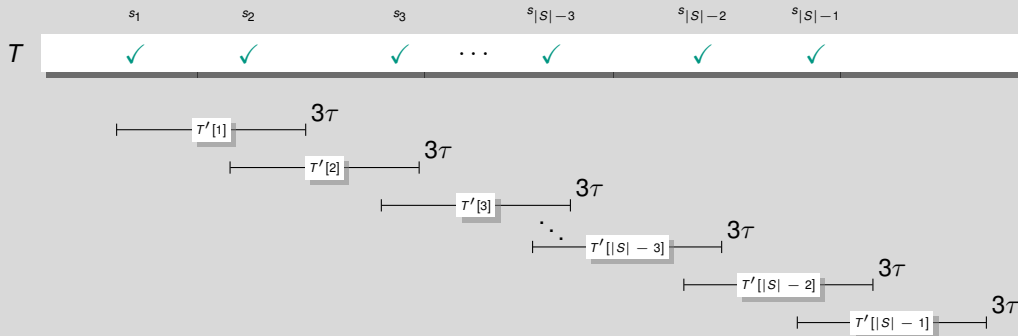 s1 s2 s3 s|S|−3 s|S|−2 s|S|−1
T ✓ ✓ ✓ ··· ✓ ✓ ✓
T′[1] 3τ
T′[2] 3τ
T′[3] 3τ
⋱
T′[|S| − 3] 3τ
T′[|S| − 2] 3τ
T′[|S| − 1] 3τ